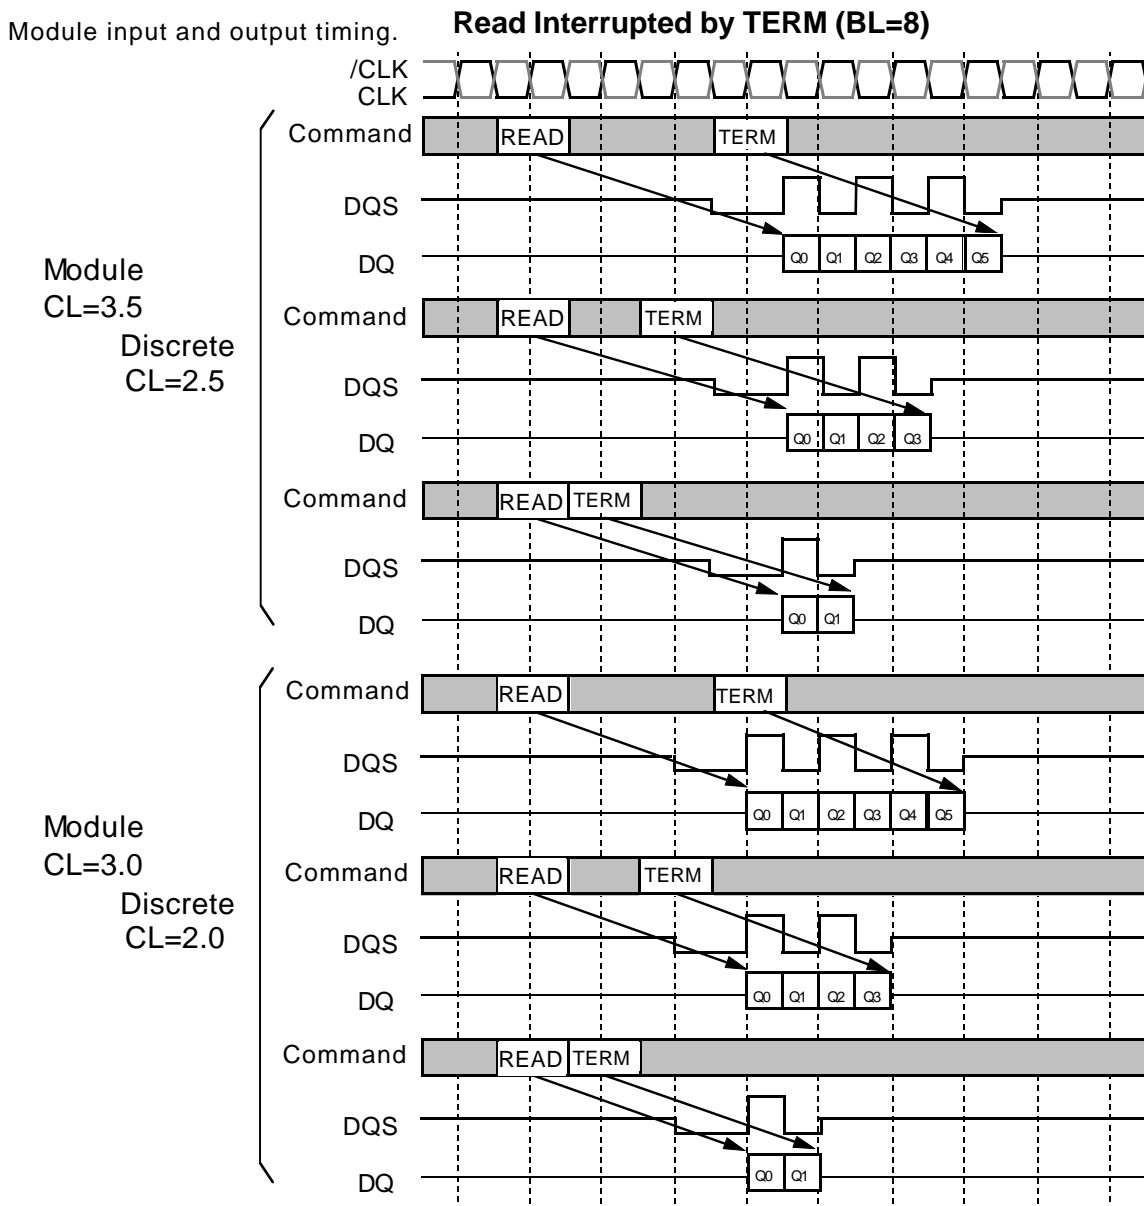 Module input and output timing.
Read Interrupted by TERM (BL=8)
/CLK
CLK
Command
READ
TERM
DQS
DQ
Q0 Q1 Q2 Q3 Q4 Q5
Module
CL=3.5
Discrete
CL=2.5
Command
READ
TERM
DQS
DQ
Q0 Q1 Q2 Q3
Command
READ
TERM
DQS
DQ
Q0 Q1
Command
READ
TERM
DQS
DQ
Q0 Q1 Q2 Q3 Q4 Q5
Module
CL=3.0
Discrete
CL=2.0
Command
READ
TERM
DQS
DQ
Q0 Q1 Q2 Q3
Command
READ
TERM
DQS
DQ
Q0 Q1